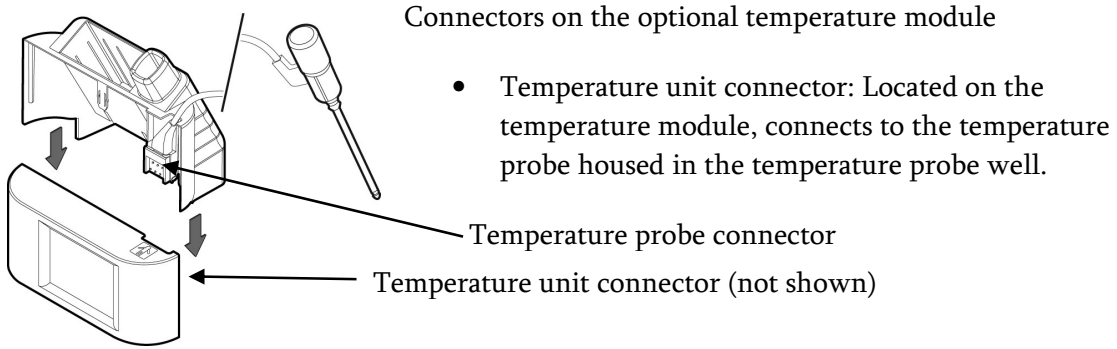 Connectors on the optional temperature module
• Temperature unit connector: Located on the
temperature module, connects to the temperature
probe housed in the temperature probe well.
Temperature probe connector
Temperature unit connector (not shown)